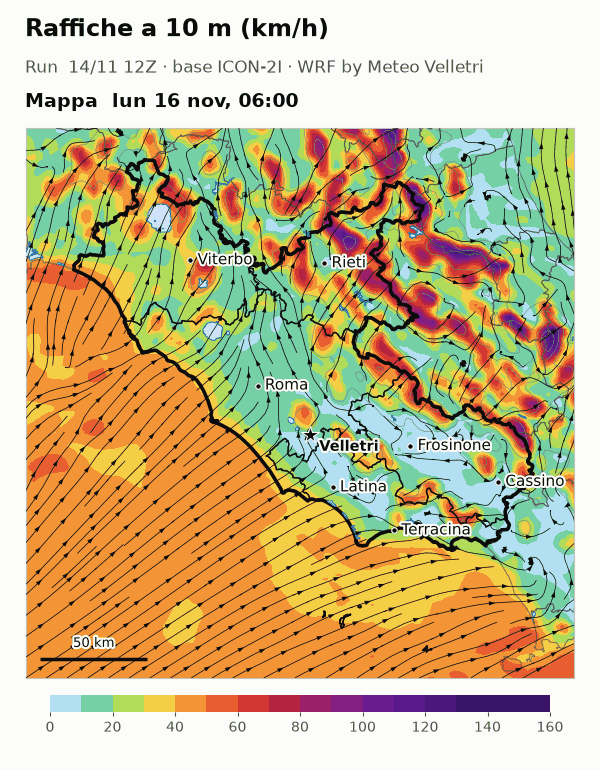 Raffiche a 10 m (km/h)
Run 14/11 12Z · base ICON-2I · WRF by Meteo Velletri
Mappa lun 16 nov, 06:00
Viterbo
Rieti
Roma
Velletri
Frosinone
Cassino
Latina
Terracina
50 km
0 20 40 60 80 100 120 140 160